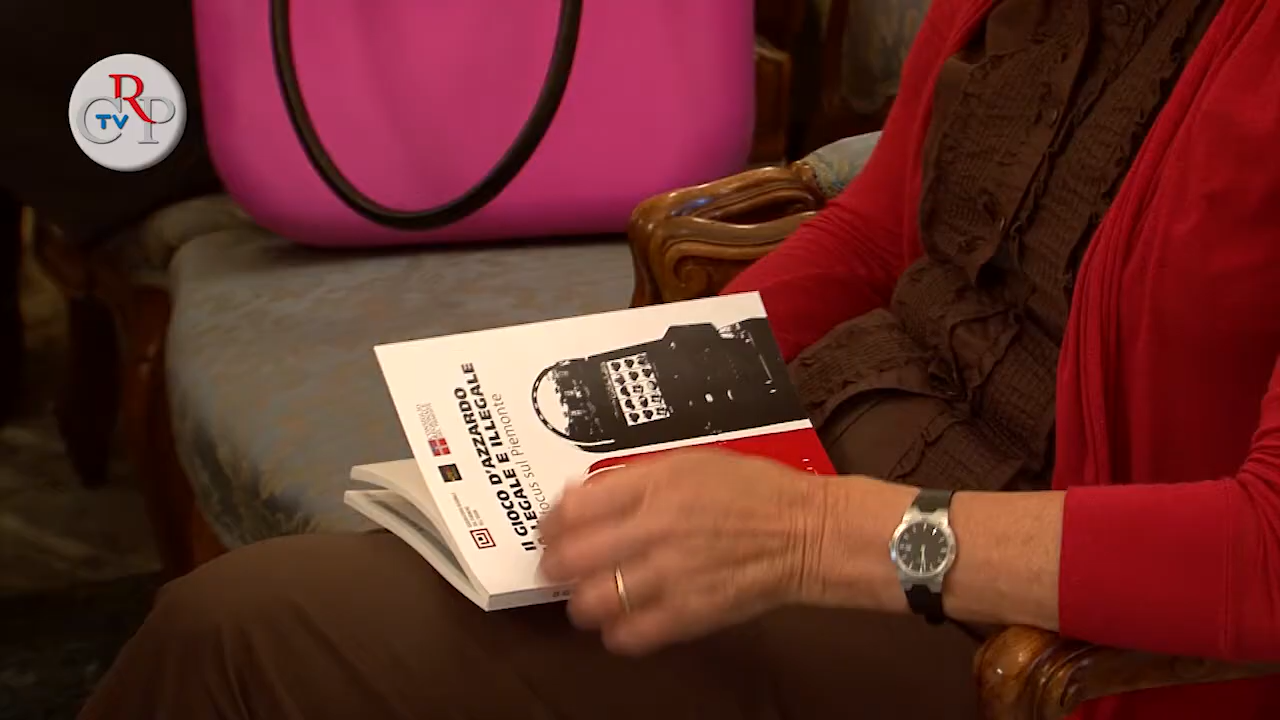 CRP
TV
Il GIOCO D'AZZARDO
LEGALE E ILLEGALE
focus sul Piemonte